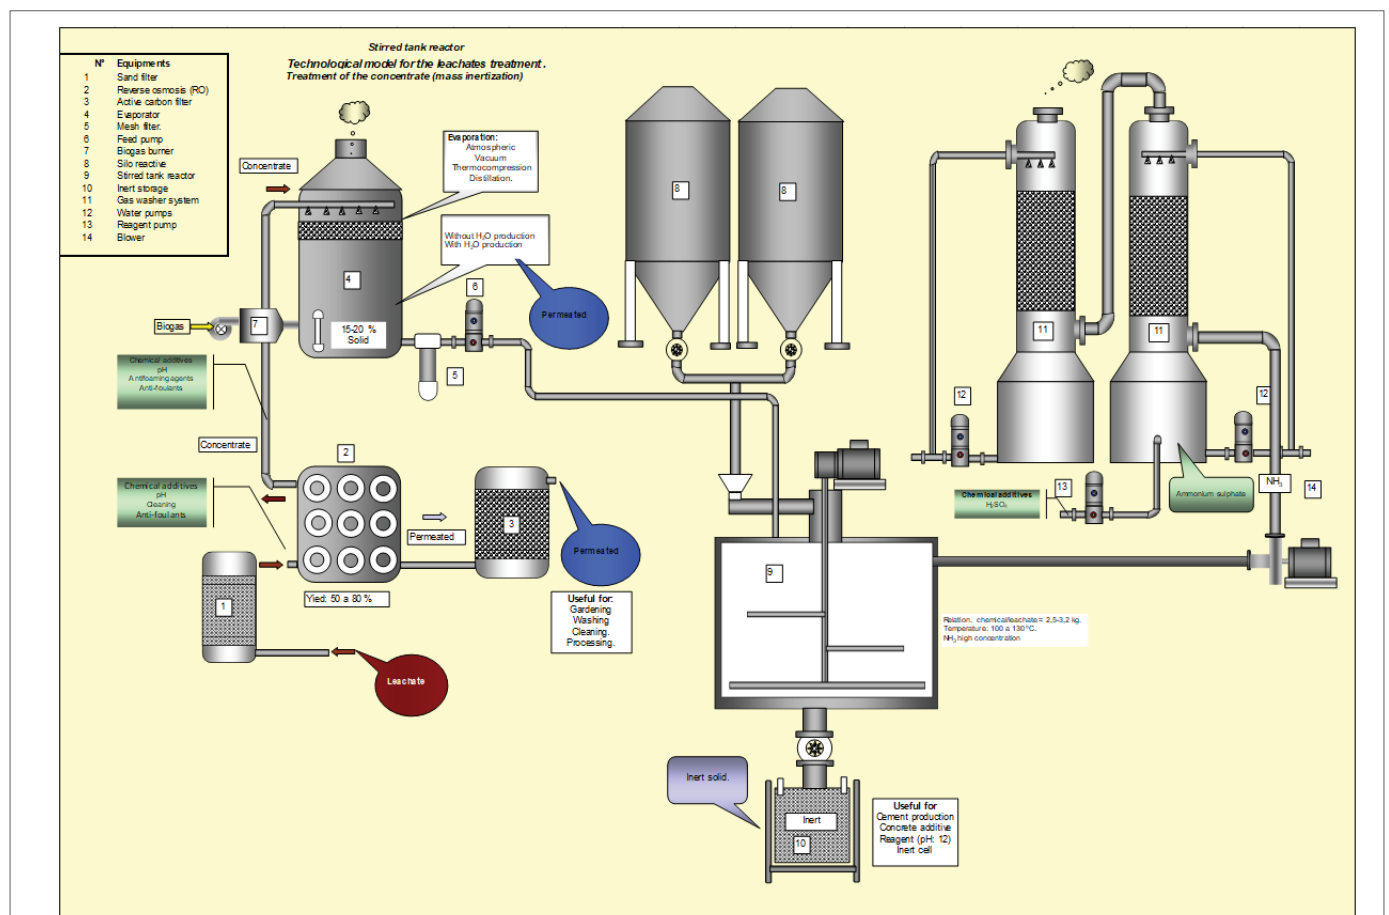 Stirred tank reactor
Technological model for the leachates treatment.
Treatment of the concentrate (mass inertization)
Nº Equipments
1 Sand filter
2 Reverse osmosis (RO)
3 Active carbon filter
4 Evaporator
5 Mesh filter.
6 Feed pump
7 Biogas burner
8 Silo reactive
9 Stirred tank reactor
10 Inert storage
11 Gas washer system
12 Water pumps
13 Reagent pump
14 Blower
Concentrate
Evaporation:
Atmospheric
Vacuum
Thermocompression
Distillation.
Without H₂O production
With H₂O production
Permeated
4
15-20 %
Solid
6
5
Biogas
7
Chemical additives
pH
Antifoaming agents
Anti-foulants
Concentrate
2
Chemical additives
pH
Cleaning
Anti-foulants
Permeated
3
Permeated
1
Yied: 50 a 80 %
Useful for:
Gardening
Washing
Cleaning.
Processing.
Leachate
8
8
11
11
12
12
13
Chemical additives
H₂SO₄
Ammonium sulphate
NH₃
14
9
Relation. chemical/leachate = 2,5-3,2 kg.
Temperature: 100 a 130 ºC.
NH₃ high concentration
Inert solid.
Inert
10
Useful for
Cement production
Concrete additive
Reagent (pH: 12)
Inert cell